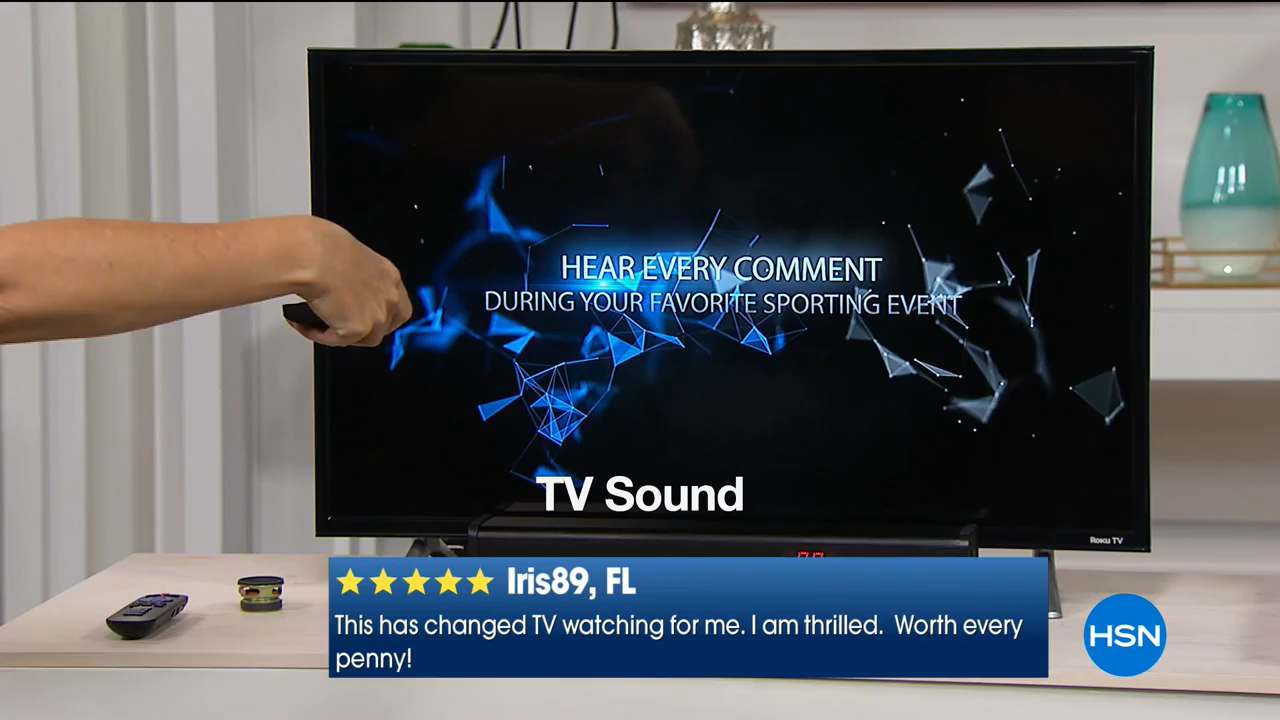 HEAR EVERY COMMENT
DURING YOUR FAVORITE SPORTING EVENT
TV Sound
Roku TV
Iris89, FL
This has changed TV watching for me. I am thrilled. Worth every
penny!
HSN